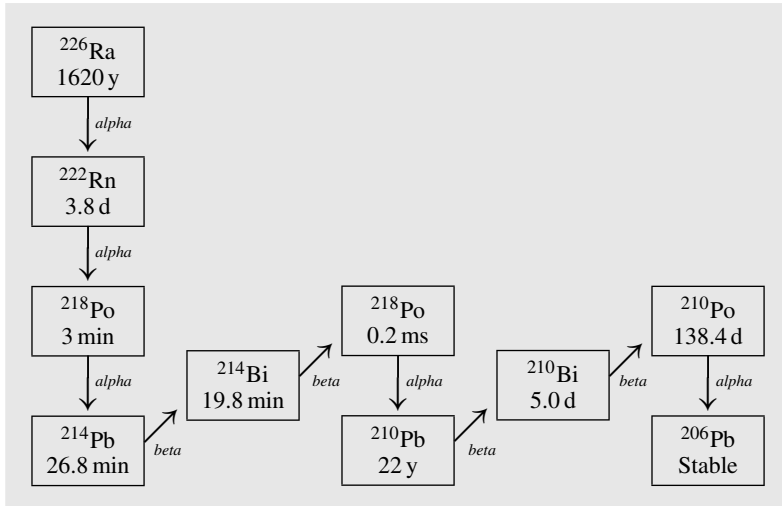 226Ra
1620 y
alpha
222Rn
3.8 d
alpha
218Po
3 min
alpha
214Pb
26.8 min
beta
214Bi
19.8 min
beta
218Po
0.2 ms
alpha
210Pb
22 y
beta
210Bi
5.0 d
beta
210Po
138.4 d
alpha
206Pb
Stable